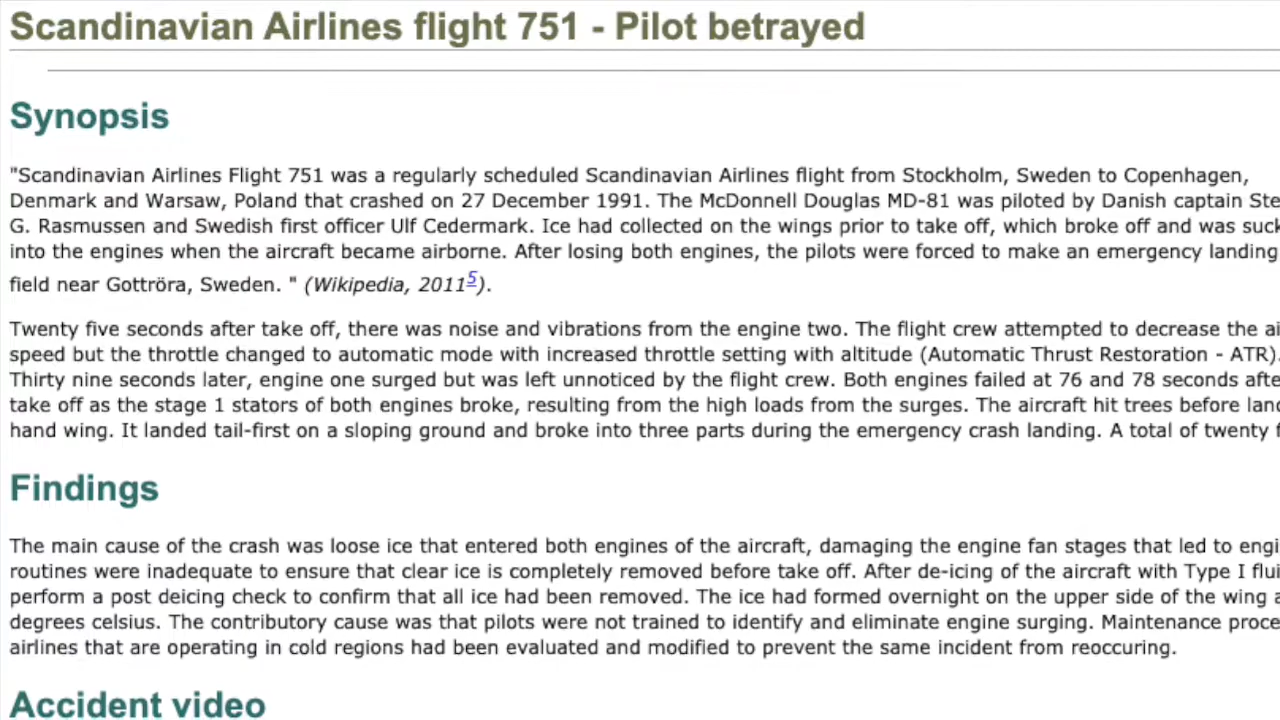 Scandinavian Airlines flight 751 - Pilot betrayed
Synopsis
"Scandinavian Airlines Flight 751 was a regularly scheduled Scandinavian Airlines flight from Stockholm, Sweden to Copenhagen,
Denmark and Warsaw, Poland that crashed on 27 December 1991. The McDonnell Douglas MD-81 was piloted by Danish captain Ste
G. Rasmussen and Swedish first officer Ulf Cedermark. Ice had collected on the wings prior to take off, which broke off and was suck
into the engines when the aircraft became airborne. After losing both engines, the pilots were forced to make an emergency landing
field near Gottröra, Sweden. " (Wikipedia, 2011⁵).
Twenty five seconds after take off, there was noise and vibrations from the engine two. The flight crew attempted to decrease the ai
speed but the throttle changed to automatic mode with increased throttle setting with altitude (Automatic Thrust Restoration - ATR).
Thirty nine seconds later, engine one surged but was left unnoticed by the flight crew. Both engines failed at 76 and 78 seconds afte
take off as the stage 1 stators of both engines broke, resulting from the high loads from the surges. The aircraft hit trees before land
hand wing. It landed tail-first on a sloping ground and broke into three parts during the emergency crash landing. A total of twenty f
Findings
The main cause of the crash was loose ice that entered both engines of the aircraft, damaging the engine fan stages that led to engi
routines were inadequate to ensure that clear ice is completely removed before take off. After de-icing of the aircraft with Type I flui
perform a post deicing check to confirm that all ice had been removed. The ice had formed overnight on the upper side of the wing a
degrees celsius. The contributory cause was that pilots were not trained to identify and eliminate engine surging. Maintenance proce
airlines that are operating in cold regions had been evaluated and modified to prevent the same incident from reoccuring.
Accident video